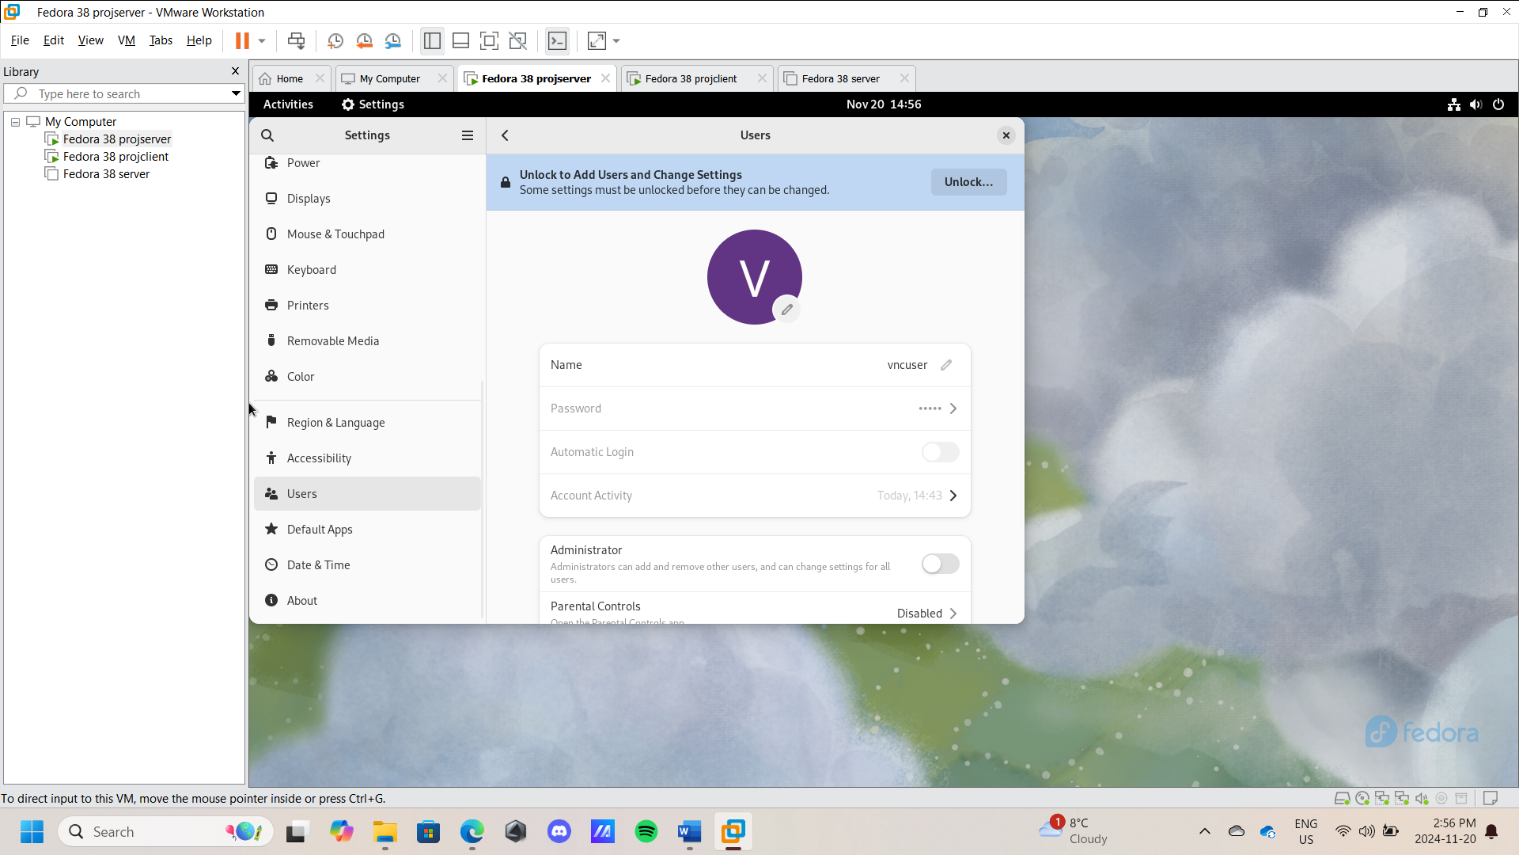 Fedora 38 projserver - VMware Workstation
File Edit View VM Tabs Help
Library
Type here to search
My Computer
Fedora 38 projserver
Fedora 38 projclient
Fedora 38 server
Home
My Computer
Fedora 38 projserver
Fedora 38 projclient
Fedora 38 server
Activities
Settings
Nov 20 14:56
Settings
Users
Power
Displays
Mouse & Touchpad
Keyboard
Printers
Removable Media
Color
Region & Language
Accessibility
Users
Default Apps
Date & Time
About
Unlock to Add Users and Change Settings
Some settings must be unlocked before they can be changed.
Unlock...
V
Name
vncuser
Password
•••••
Automatic Login
Account Activity
Today, 14:43
Administrator
Administrators can add and remove other users, and can change settings for all
users.
Parental Controls
Open the Parental Controls app.
Disabled
fedora
To direct input to this VM, move the mouse pointer inside or press Ctrl+G.
Search
1
8°C
Cloudy
ENG
US
2:56 PM
2024-11-20